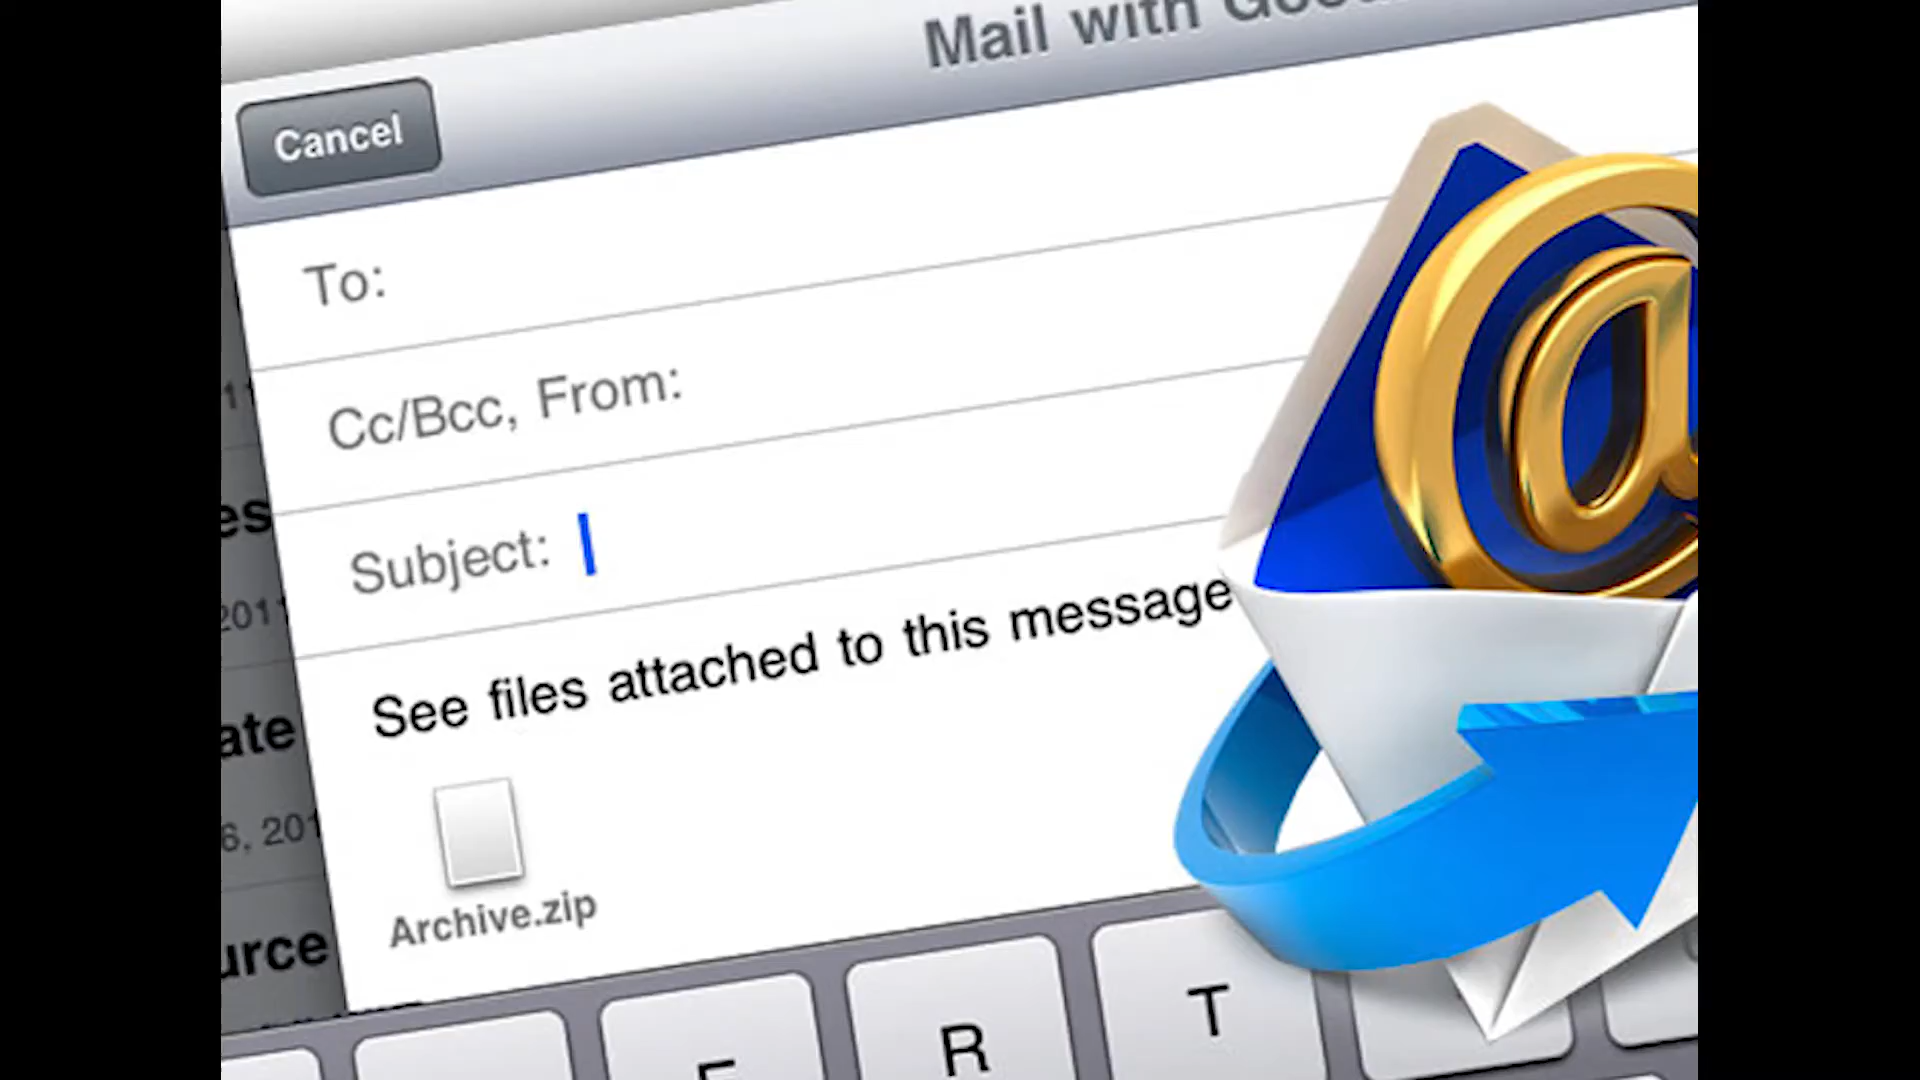 Mail with
Cancel
To:
Cc/Bcc, From:
Subject:
See files attached to this message
Archive.zip
R
T
@